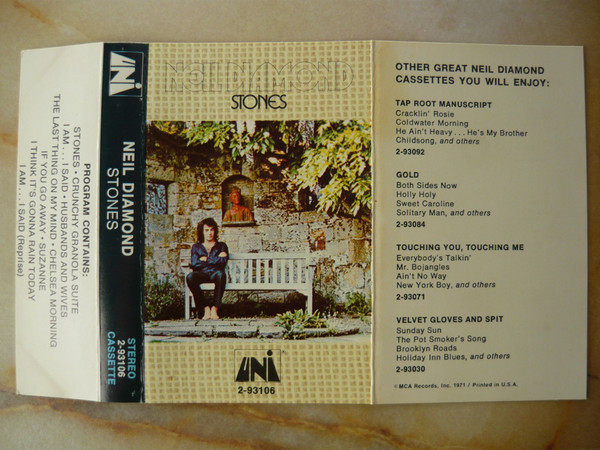 PROGRAM CONTAINS:
STONES • CRUNCHY GRANOLA SUITE
I AM... I SAID • HUSBANDS AND WIVES
THE LAST THING ON MY MIND • CHELSEA MORNING
IF YOU GO AWAY • SUZANNE
I THINK IT'S GONNA RAIN TODAY
I AM... I SAID (Reprise)
UNI
NEIL DIAMOND
STONES
STEREO
2-93106
CASSETTE
NEIL DIAMOND
STONES
UNI
2-93106
OTHER GREAT NEIL DIAMOND
CASSETTES YOU WILL ENJOY:
TAP ROOT MANUSCRIPT
Cracklin' Rosie
Coldwater Morning
He Ain't Heavy... He's My Brother
Childsong, and others
2-93092
GOLD
Both Sides Now
Holly Holy
Sweet Caroline
Solitary Man, and others
2-93084
TOUCHING YOU, TOUCHING ME
Everybody's Talkin'
Mr. Bojangles
Ain't No Way
New York Boy, and others
2-93071
VELVET GLOVES AND SPIT
Sunday Sun
The Pot Smoker's Song
Brooklyn Roads
Holiday Inn Blues, and others
2-93030
© MCA Records, Inc. 1971 / Printed in U.S.A.